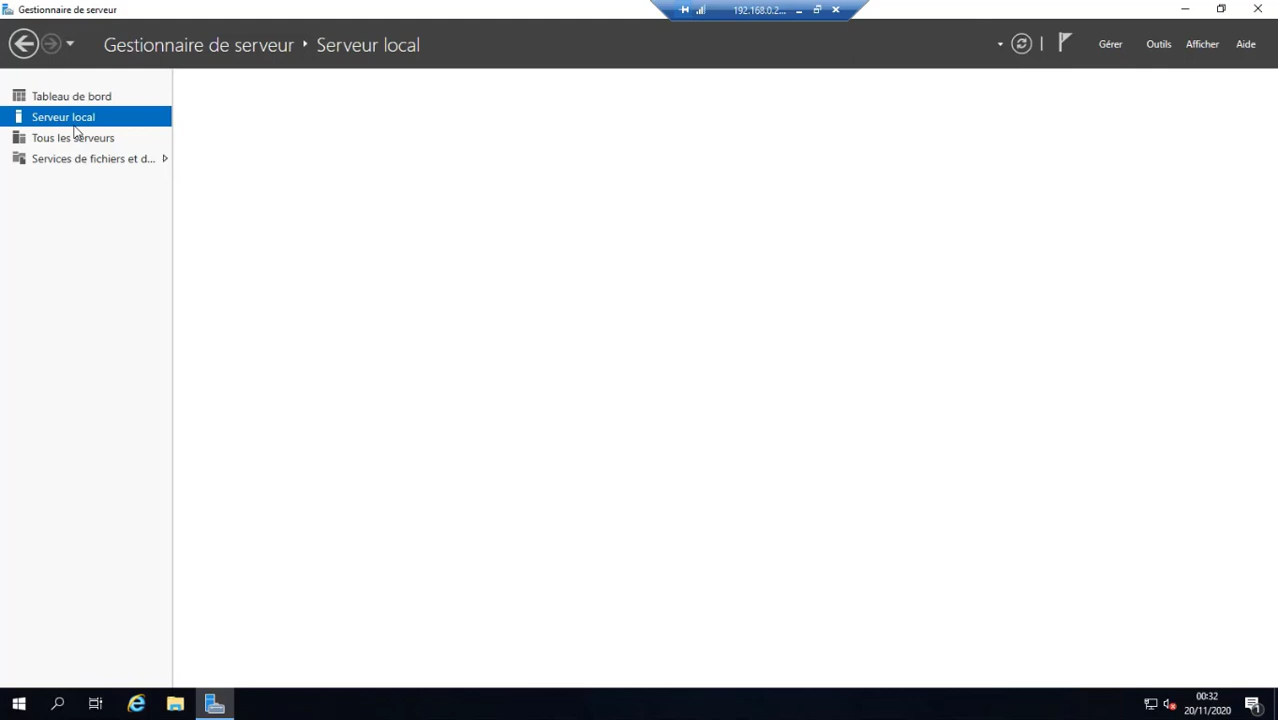 Gestionnaire de serveur
192.168.0.2...
Gestionnaire de serveur
Serveur local
Gérer
Outils
Afficher
Aide
Tableau de bord
Serveur local
Tous les serveurs
Services de fichiers et d...
00:32
20/11/2020
1